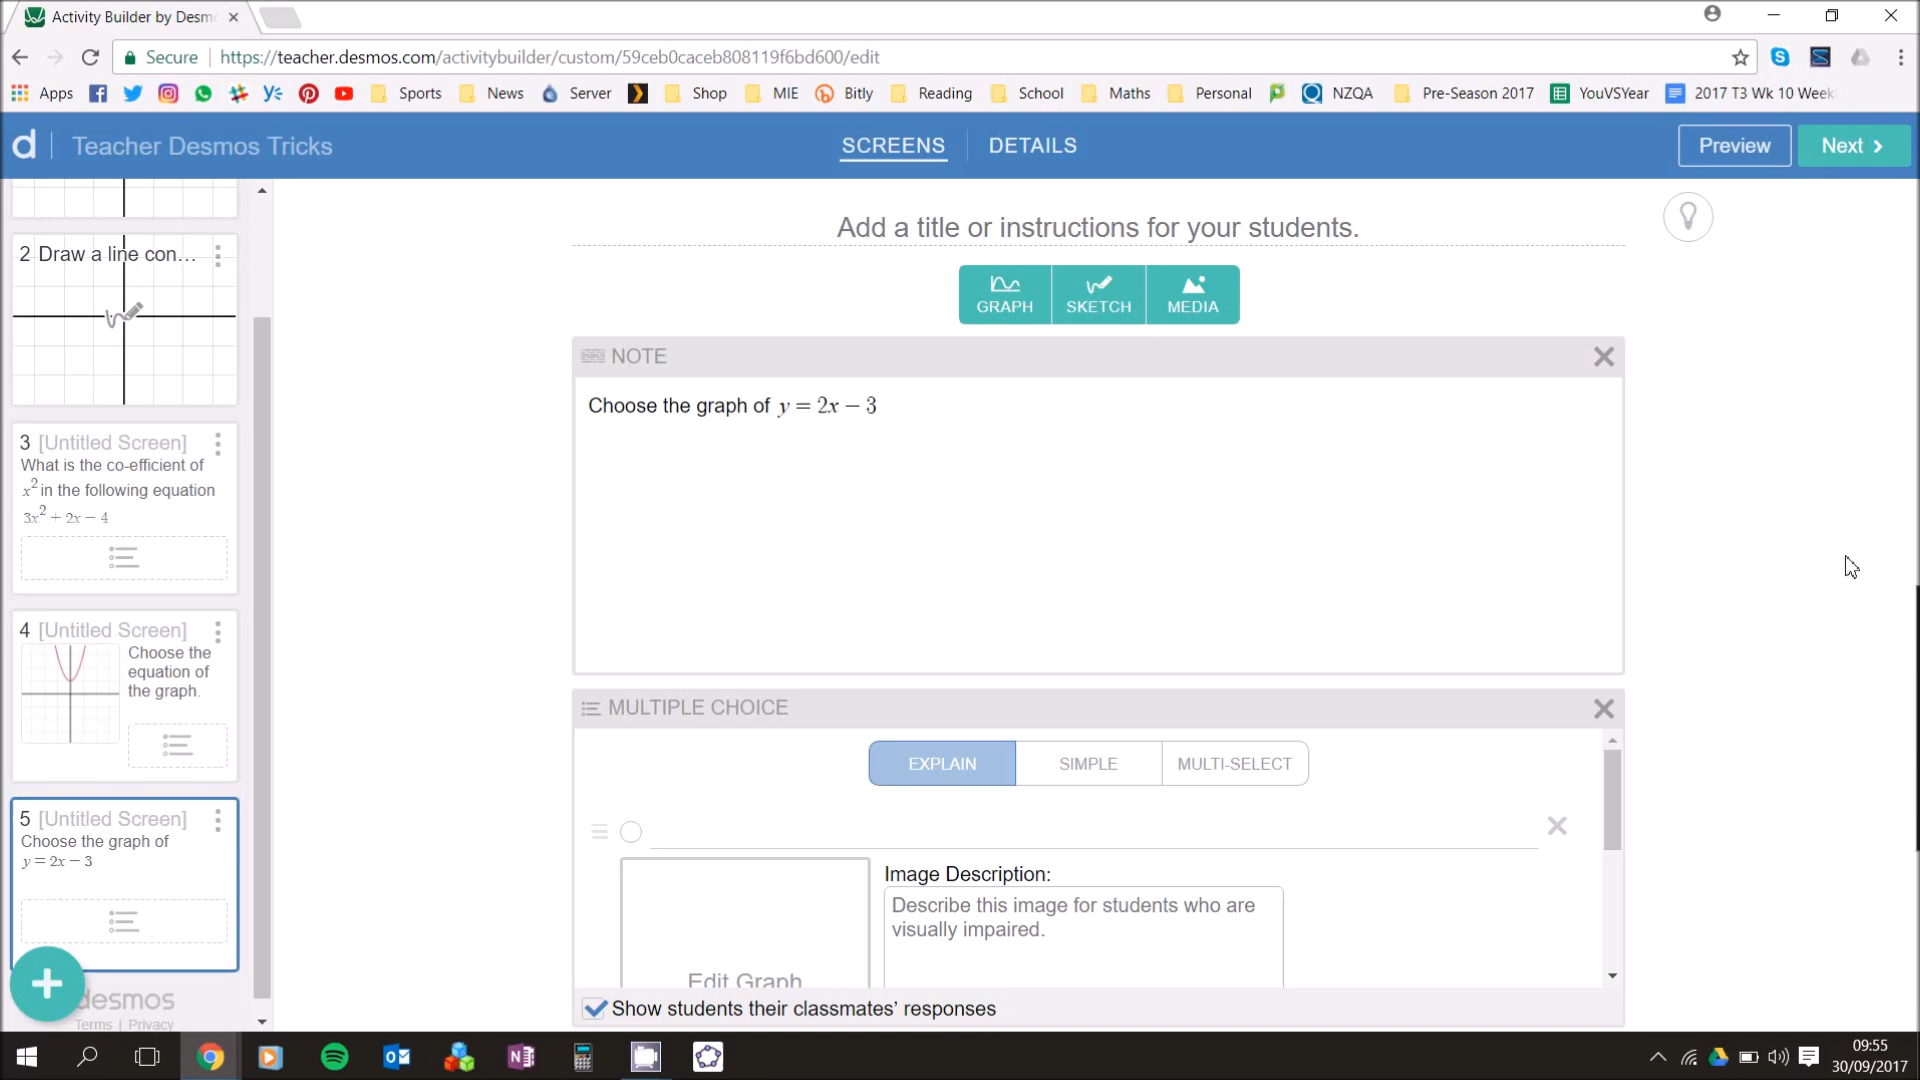 Activity Builder by Desm
Secure https://teacher.desmos.com/activitybuilder/custom/59ceb0caceb808119f6bd600/edit
Apps Sports News Server Shop MIE Bitly Reading School Maths Personal NZQA Pre-Season 2017 YouVSYear 2017 T3 Wk 10 Week
d Teacher Desmos Tricks SCREENS DETAILS Preview Next
2 Draw a line con...
3 [Untitled Screen]
What is the co-efficient of
x² in the following equation
3x² + 2x − 4
4 [Untitled Screen]
Choose the
equation of
the graph.
5 [Untitled Screen]
Choose the graph of
y = 2x − 3
+
desmos
Terms | Privacy
Add a title or instructions for your students.
GRAPH SKETCH MEDIA
NOTE
Choose the graph of y = 2x − 3
MULTIPLE CHOICE
EXPLAIN SIMPLE MULTI-SELECT
Image Description:
Describe this image for students who are
visually impaired.
Edit Graph
Show students their classmates’ responses
09:55
30/09/2017